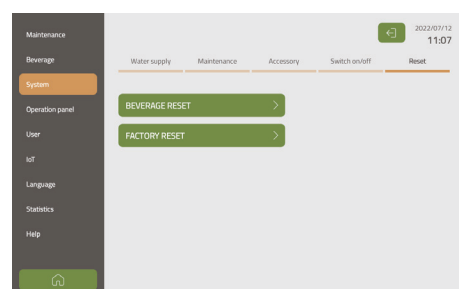 Maintenance
Beverage
System
Operation panel
User
IoT
Language
Statistics
Help
2022/07/12
11:07
Water supply Maintenance Accessory Switch on/off Reset
BEVERAGE RESET
FACTORY RESET